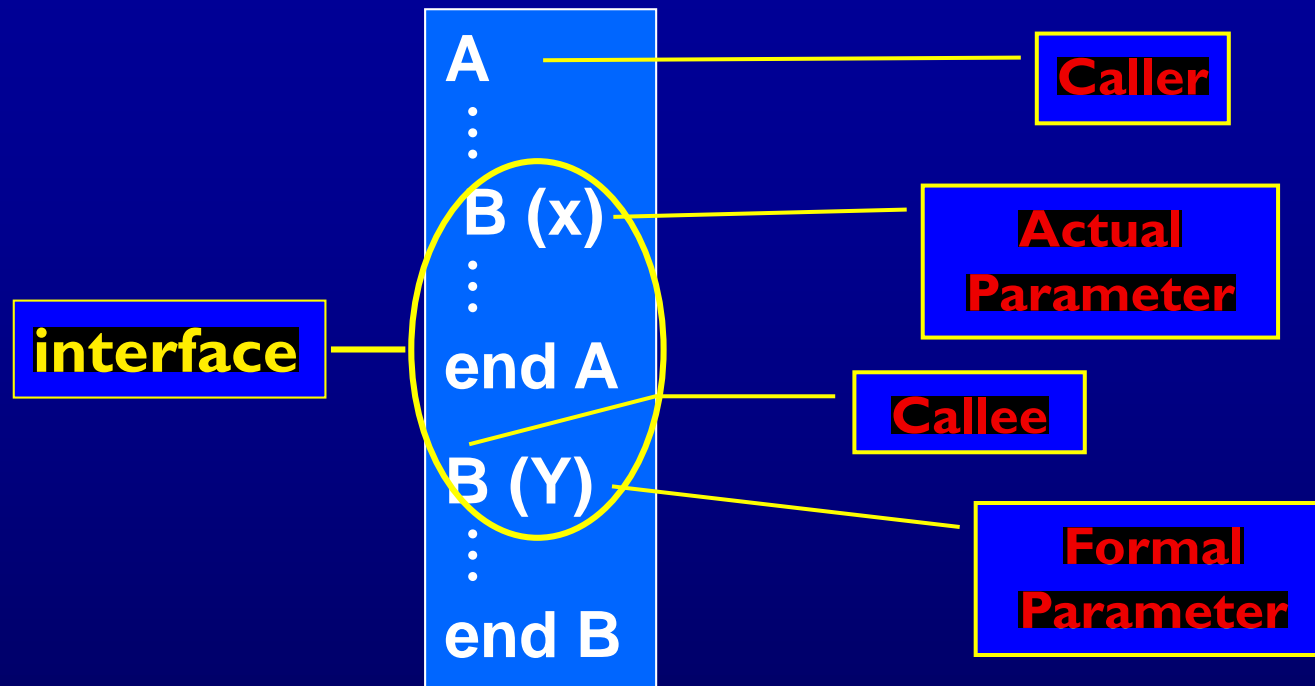 A
Caller
B (x)
Actual
Parameter
interface
end A
Callee
B (Y)
Formal
Parameter
end B